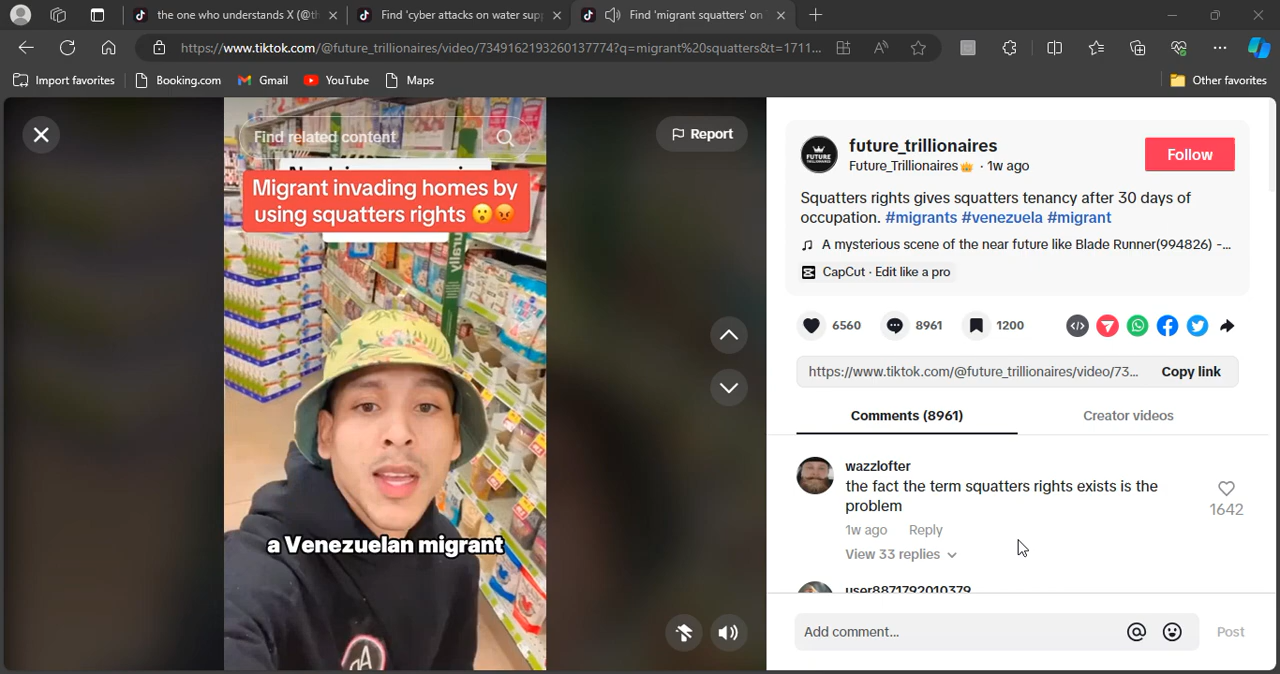 the one who understands X (@th
Find 'cyber attacks on water supp
Find 'migrant squatters' on
https://www.tiktok.com/@future_trillionaires/video/7349162193260137774?q=migrant%20squatters&t=1711...
Import favorites
Booking.com
Gmail
YouTube
Maps
Other favorites
Find related content
Report
Migrant invading homes by
using squatters rights 😮😡
a Venezuelan migrant
future_trillionaires
Future_Trillionaires👑 · 1w ago
Follow
Squatters rights gives squatters tenancy after 30 days of
occupation. #migrants #venezuela #migrant
A mysterious scene of the near future like Blade Runner(994826) -...
CapCut · Edit like a pro
6560
8961
1200
https://www.tiktok.com/@future_trillionaires/video/73...
Copy link
Comments (8961)
Creator videos
wazzlofter
the fact the term squatters rights exists is the
problem
1642
1w ago
Reply
View 33 replies
user8871792010379
Add comment...
Post